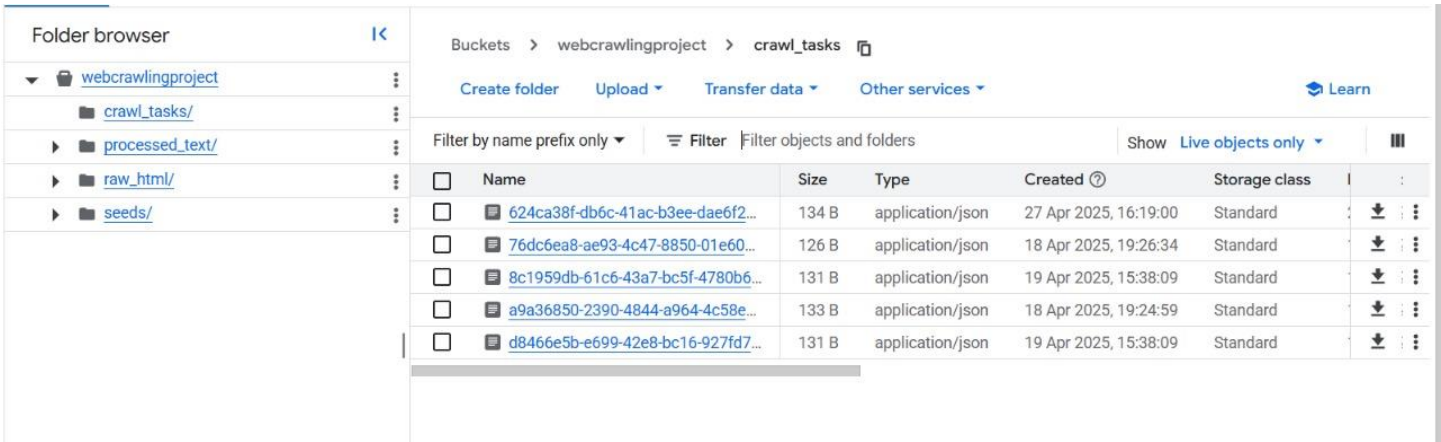 Folder browser
webcrawlingproject
crawl_tasks/
processed_text/
raw_html/
seeds/
Buckets > webcrawlingproject > crawl_tasks
Create folder Upload Transfer data Other services Learn
Filter by name prefix only Filter Filter objects and folders Show Live objects only
Name Size Type Created Storage class
624ca38f-db6c-41ac-b3ee-dae6f2... 134 B application/json 27 Apr 2025, 16:19:00 Standard
76dc6ea8-ae93-4c47-8850-01e60... 126 B application/json 18 Apr 2025, 19:26:34 Standard
8c1959db-61c6-43a7-bc5f-4780b6... 131 B application/json 19 Apr 2025, 15:38:09 Standard
a9a36850-2390-4844-a964-4c58e... 133 B application/json 18 Apr 2025, 19:24:59 Standard
d8466e5b-e699-42e8-bc16-927fd7... 131 B application/json 19 Apr 2025, 15:38:09 Standard